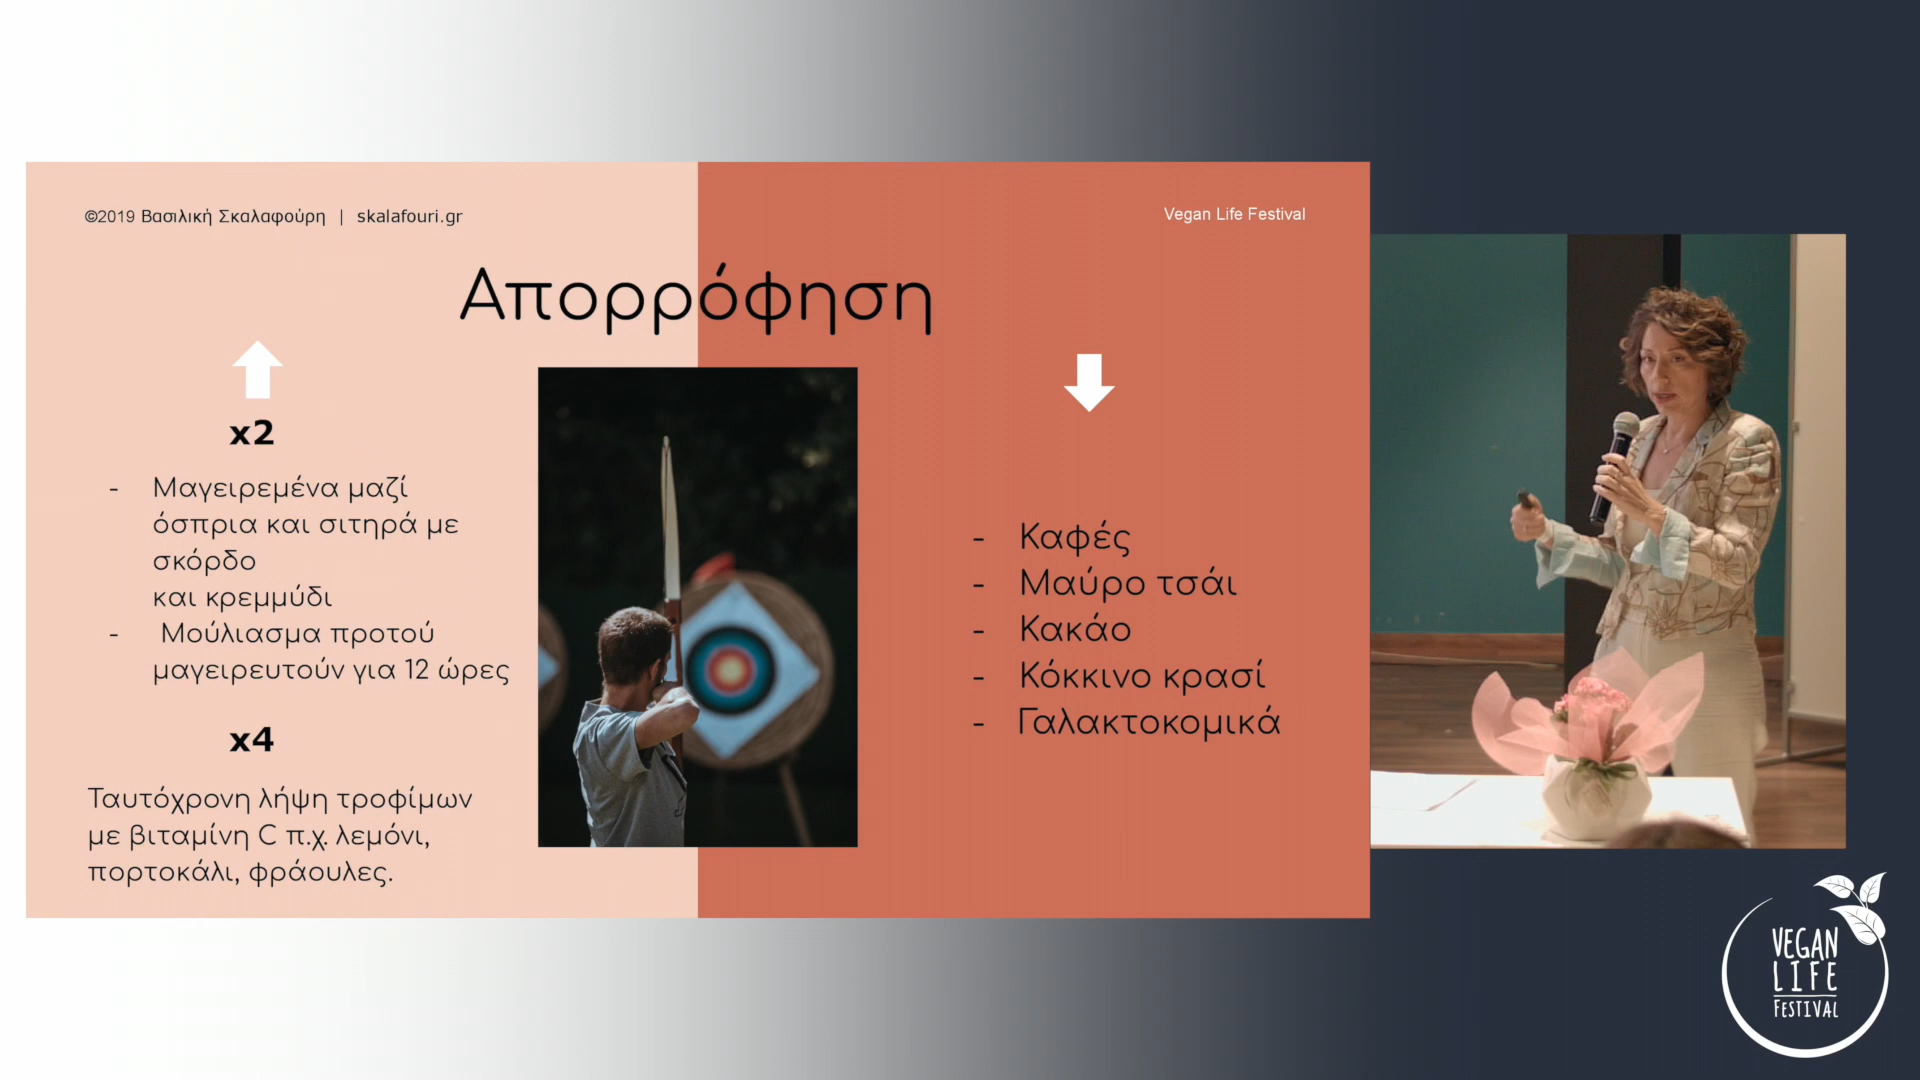 ©2019 Βασιλική Σκαλαφούρη | skalafouri.gr
Vegan Life Festival
Απορρόφηση
x2
- Μαγειρεμένα μαζί
όσπρια και σιτηρά με
σκόρδο
και κρεμμύδι
- Μούλιασμα προτού
μαγειρευτούν για 12 ώρες
x4
Ταυτόχρονη λήψη τροφίμων
με βιταμίνη C π.χ. λεμόνι,
πορτοκάλι, φράουλες.
- Καφές
- Μαύρο τσάι
- Κακάο
- Κόκκινο κρασί
- Γαλακτοκομικά
VEGAN
LIFE
FESTIVAL